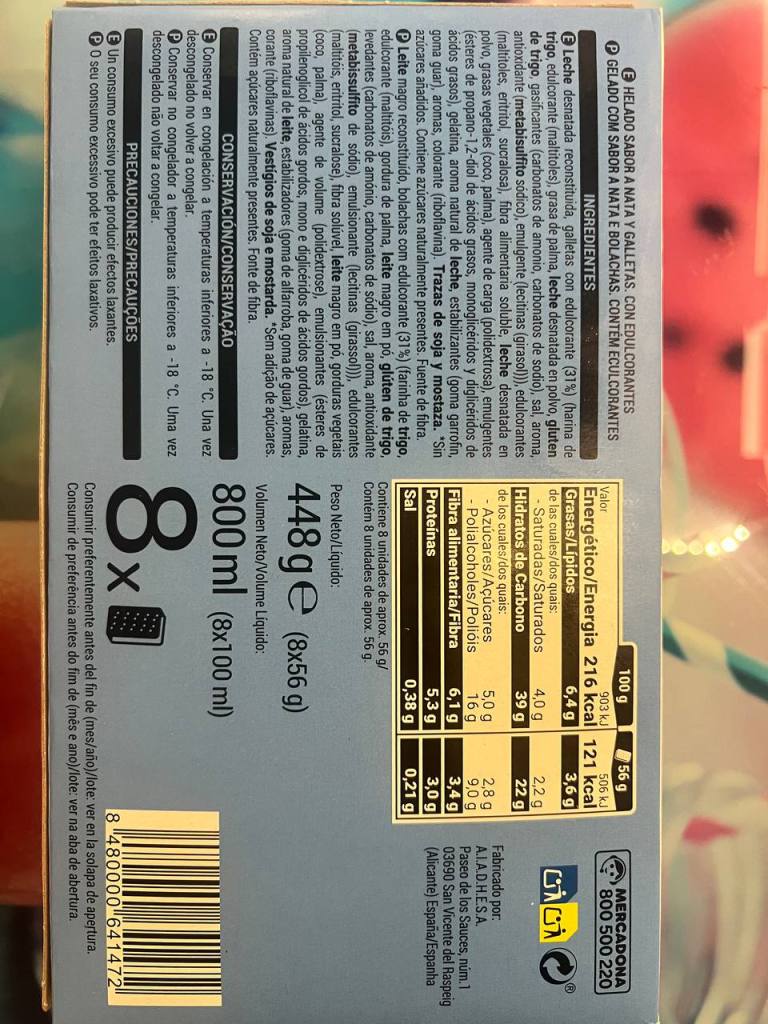 E HELADO SABOR A NATA Y GALLETAS. CON EDULCORANTES
P GELADO COM SABOR A NATA E BOLACHAS. CONTÉM ECULCORANTES
INGREDIENTES
E Leche desnatada reconstituida, galletas con edulcorante (31%) (harina de
trigo, edulcorante (maltitoles), grasa de palma, leche desnatada en polvo, gluten
de trigo, gasificantes (carbonatos de amonio, carbonatos de sodio), sal, aroma,
antioxidante (metabisulfito sódico), emulgente (lecitinas (girasol))), edulcorantes
(maltitoles, eritritol, sucralosa), fibra alimentaria soluble, leche desnatada en
polvo, grasas vegetales (coco, palma), agente de carga (polidextrosa), emulgentes
(ésteres de propano-1,2-diol de ácidos grasos, monoglicéridos y diglicéridos de
ácidos grasos), gelatina, aroma natural de leche, estabilizantes (goma garrofín,
goma guar), aromas, colorante (riboflavina). Trazas de soja y mostaza. *Sin
azúcares añadidos. Contiene azúcares naturalmente presentes. Fuente de fibra.
P Leite magro reconstituído, bolachas com edulcorante (31%) (farinha de trigo,
edulcorante (maltitóis), gordura de palma, leite magro em pó, glúten de trigo,
levedantes (carbonatos de amónio, carbonatos de sódio), sal, aroma, antioxidante
(metabissulfito de sódio), emulsionante (lecitinas (girassol))), edulcorantes
(maltitóis, eritritol, sucralose), fibra solúvel, leite magro em pó, gorduras vegetais
(coco, palma), agente de volume (polidextrose), emulsionantes (ésteres de
propilenoglicol de ácidos gordos, mono e diglicéridos de ácidos gordos), gelatina,
aroma natural de leite, estabilizadores (goma de alfarroba, goma de guar), aromas,
corante (riboflavinas). Vestígios de soja e mostarda. *Sem adição de açúcares.
Contém açúcares naturalmente presentes. Fonte de fibra.
CONSERVACIÓN/CONSERVAÇÃO
E Conservar en congelación a temperaturas inferiores a -18 °C. Una vez
descongelado no volver a congelar.
P Conservar no congelador a temperaturas inferiores a -18 °C. Uma vez
descongelado não voltar a congelar.
PRECAUCIONES/PRECAUÇÕES
E Un consumo excesivo puede producir efectos laxantes.
P O seu consumo excessivo pode ter efeitos laxativos.
100 g 56 g
Valor 903 kJ 506 kJ
Energético/Energia 216 kcal 121 kcal
Grasas/Lípidos 6,4 g 3,6 g
de las cuales/dos quais:
- Saturadas/Saturados 4,0 g 2,2 g
Hidratos de Carbono 39 g 22 g
de los cuales/dos quais:
- Azúcares/Açúcares 5,0 g 2,8 g
- Polialcoholes/Polióis 16 g 9,0 g
Fibra alimentaria/Fibra 6,1 g 3,4 g
Proteínas 5,3 g 3,0 g
Sal 0,38 g 0,21 g
Contiene 8 unidades de aprox. 56 g/
Contém 8 unidades de aprox. 56 g.
Peso Neto/Líquido:
448 g e (8x56 g)
Volumen Neto/Volume Líquido:
800 ml (8x100 ml)
8x
Consumir preferentemente antes del fin de (mes/año)/lote: ver en la solapa de apertura.
Consumir de preferência antes do fim de (mês e ano)/lote: ver na aba de abertura.
MERCADONA
800 500 220
®
Fabricado por:
A.I.A.D.H.E.S.A.
Paseo de los Sauces, núm.1
03690 San Vicente del Raspeig
(Alicante) España/Espanha
8 480000 641472